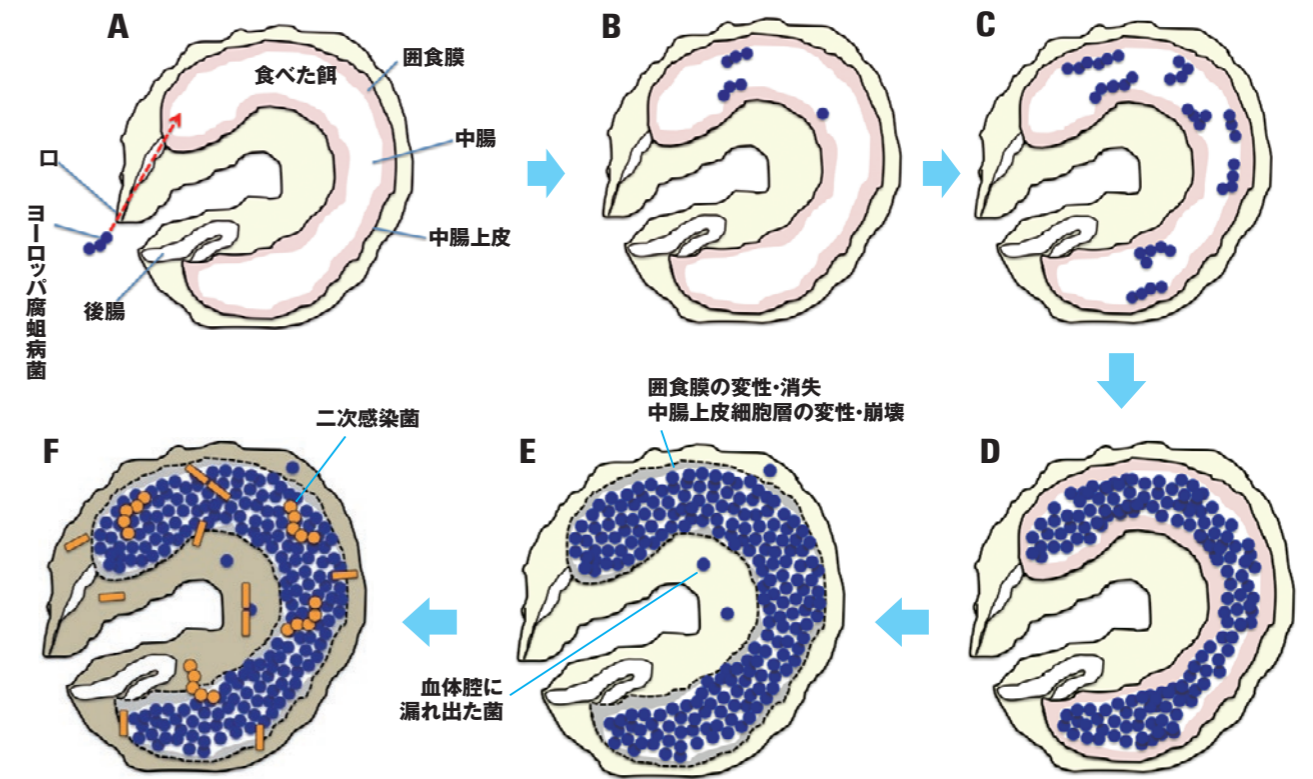 A
食べた餌
囲食膜
中腸
口
ヨーロッパ腐蛆病菌
中腸上皮
後腸
B
C
囲食膜の変性・消失
中腸上皮細胞層の変性・崩壊
二次感染菌
F
E
D
血体腔に
漏れ出た菌